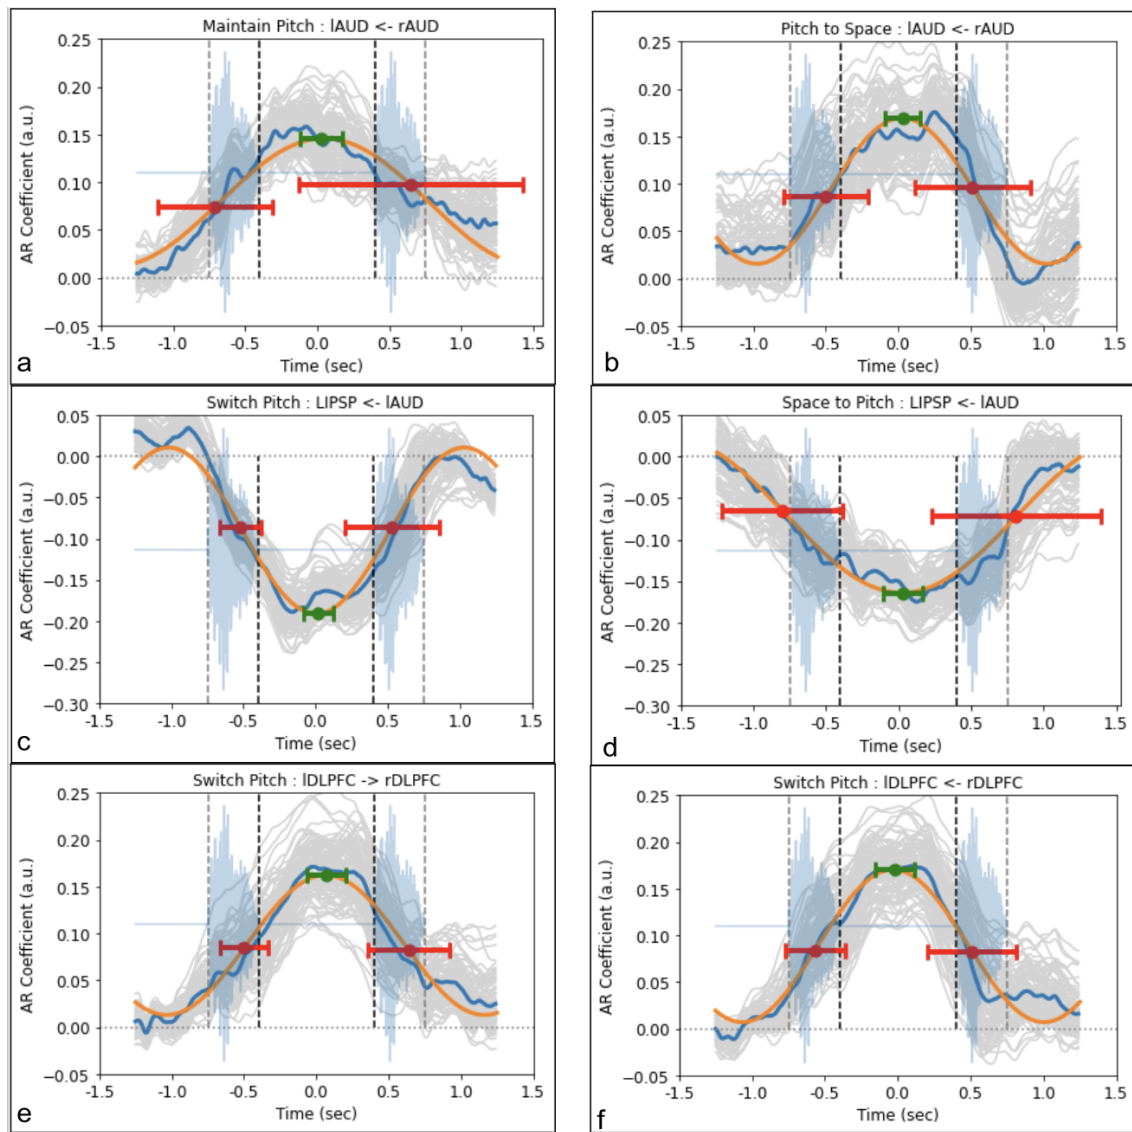 Maintain Pitch : lAUD <- rAUD
0.25
0.20
0.15
0.10
0.05
0.00
−0.05
AR Coefficient (a.u.)
-1.5 -1.0 -0.5 0.0 0.5 1.0 1.5
Time (sec)
a
Pitch to Space : lAUD <- rAUD
0.25
0.20
0.15
0.10
0.05
0.00
−0.05
AR Coefficient (a.u.)
-1.5 -1.0 -0.5 0.0 0.5 1.0 1.5
Time (sec)
b
Switch Pitch : LIPSP <- lAUD
0.05
0.00
−0.05
−0.10
−0.15
−0.20
−0.25
−0.30
AR Coefficient (a.u.)
-1.5 -1.0 -0.5 0.0 0.5 1.0 1.5
Time (sec)
c
Space to Pitch : LIPSP <- lAUD
0.05
0.00
−0.05
−0.10
−0.15
−0.20
−0.25
−0.30
AR Coefficient (a.u.)
-1.5 -1.0 -0.5 0.0 0.5 1.0 1.5
Time (sec)
d
Switch Pitch : lDLPFC -> rDLPFC
0.25
0.20
0.15
0.10
0.05
0.00
−0.05
AR Coefficient (a.u.)
-1.5 -1.0 -0.5 0.0 0.5 1.0 1.5
Time (sec)
e
Switch Pitch : lDLPFC <- rDLPFC
0.25
0.20
0.15
0.10
0.05
0.00
−0.05
AR Coefficient (a.u.)
-1.5 -1.0 -0.5 0.0 0.5 1.0 1.5
Time (sec)
f